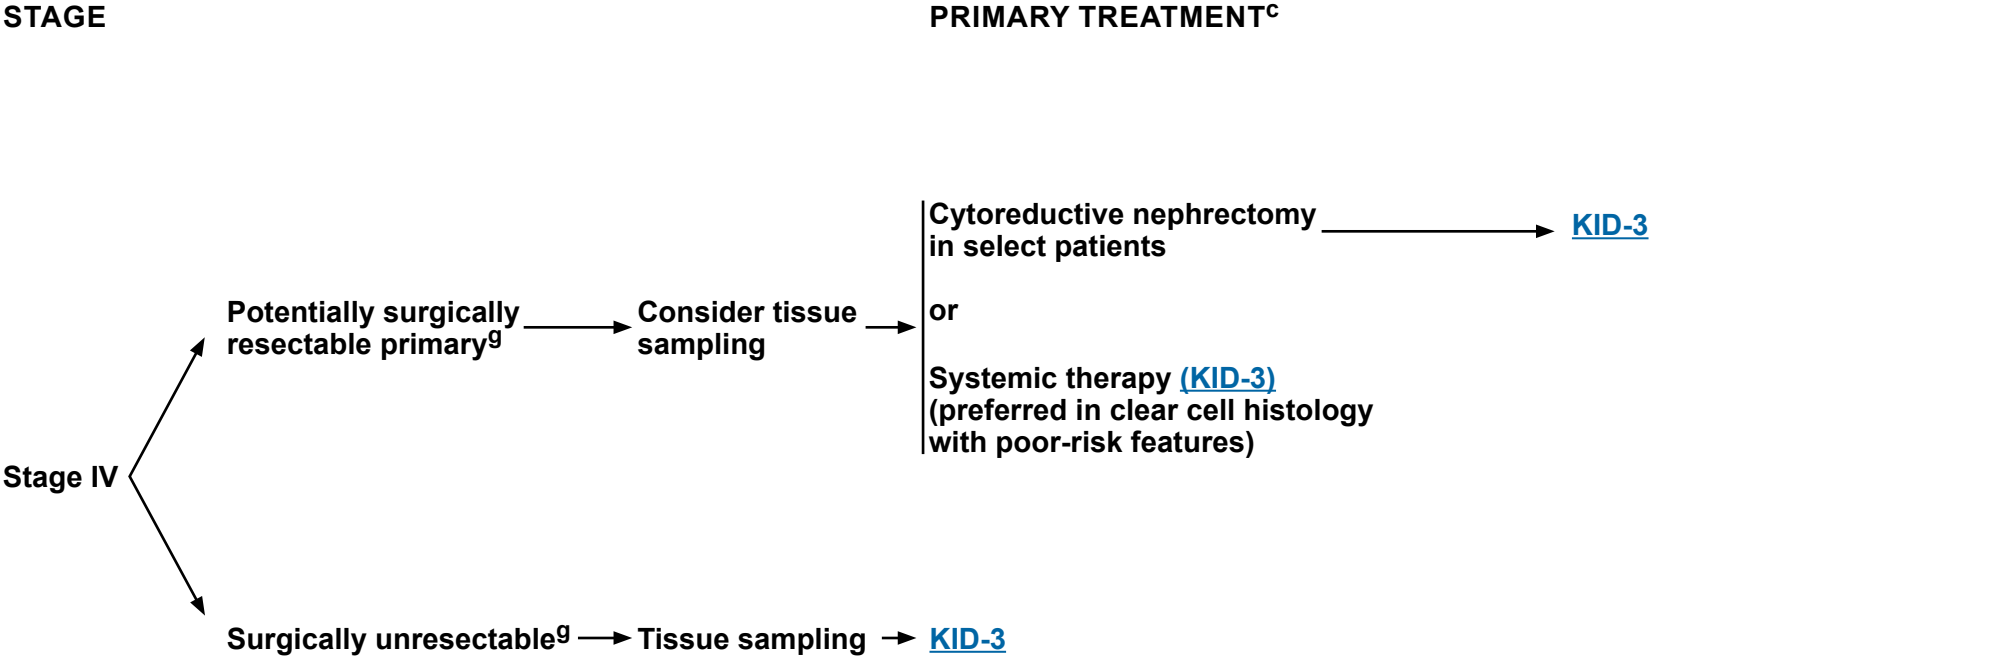 STAGE
PRIMARY TREATMENTc
Cytoreductive nephrectomy
in select patients
KID-3
Potentially surgically
resectable primaryg
Consider tissue
sampling
or
Systemic therapy (KID-3)
(preferred in clear cell histology
with poor-risk features)
Stage IV
Surgically unresectableg
Tissue sampling
KID-3